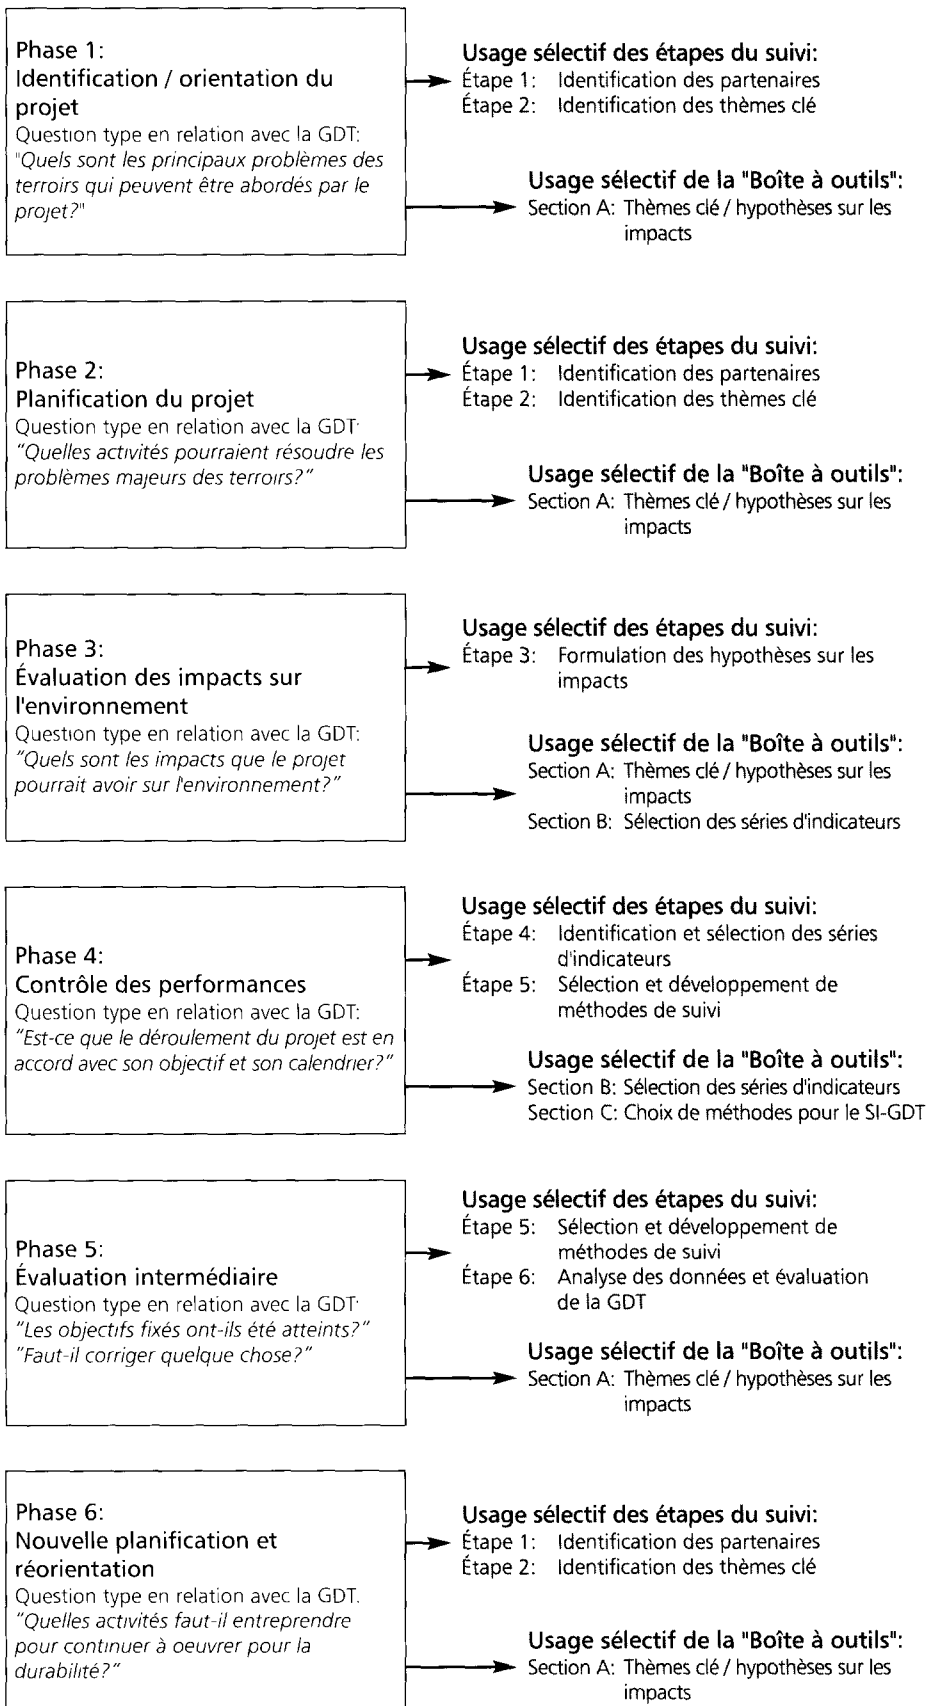 Phase 1:
Identification / orientation du
projet
Question type en relation avec la GDT:
"Quels sont les principaux problèmes des
terroirs qui peuvent être abordés par le
projet?"
Usage sélectif des étapes du suivi:
Étape 1: Identification des partenaires
Étape 2: Identification des thèmes clé
Usage sélectif de la "Boîte à outils":
Section A: Thèmes clé / hypothèses sur les
impacts
Phase 2:
Planification du projet
Question type en relation avec la GDT:
"Quelles activités pourraient résoudre les
problèmes majeurs des terroirs?"
Usage sélectif des étapes du suivi:
Étape 1: Identification des partenaires
Étape 2: Identification des thèmes clé
Usage sélectif de la "Boîte à outils":
Section A: Thèmes clé / hypothèses sur les
impacts
Phase 3:
Évaluation des impacts sur
l'environnement
Question type en relation avec la GDT:
"Quels sont les impacts que le projet
pourrait avoir sur l'environnement?"
Usage sélectif des étapes du suivi:
Étape 3: Formulation des hypothèses sur les
impacts
Usage sélectif de la "Boîte à outils":
Section A: Thèmes clé / hypothèses sur les
impacts
Section B: Sélection des séries d'indicateurs
Phase 4:
Contrôle des performances
Question type en relation avec la GDT:
"Est-ce que le déroulement du projet est en
accord avec son objectif et son calendrier?"
Usage sélectif des étapes du suivi:
Étape 4: Identification et sélection des séries
d'indicateurs
Étape 5: Sélection et développement de
méthodes de suivi
Usage sélectif de la "Boîte à outils":
Section B: Sélection des séries d'indicateurs
Section C: Choix de méthodes pour le SI-GDT
Phase 5:
Évaluation intermédiaire
Question type en relation avec la GDT:
"Les objectifs fixés ont-ils été atteints?"
"Faut-il corriger quelque chose?"
Usage sélectif des étapes du suivi:
Étape 5: Sélection et développement de
méthodes de suivi
Étape 6: Analyse des données et évaluation
de la GDT
Usage sélectif de la "Boîte à outils":
Section A: Thèmes clé / hypothèses sur les
impacts
Phase 6:
Nouvelle planification et
réorientation
Question type en relation avec la GDT.
"Quelles activités faut-il entreprendre
pour continuer à oeuvrer pour la
durabilité?"
Usage sélectif des étapes du suivi:
Étape 1: Identification des partenaires
Étape 2: Identification des thèmes clé
Usage sélectif de la "Boîte à outils":
Section A: Thèmes clé / hypothèses sur les
impacts